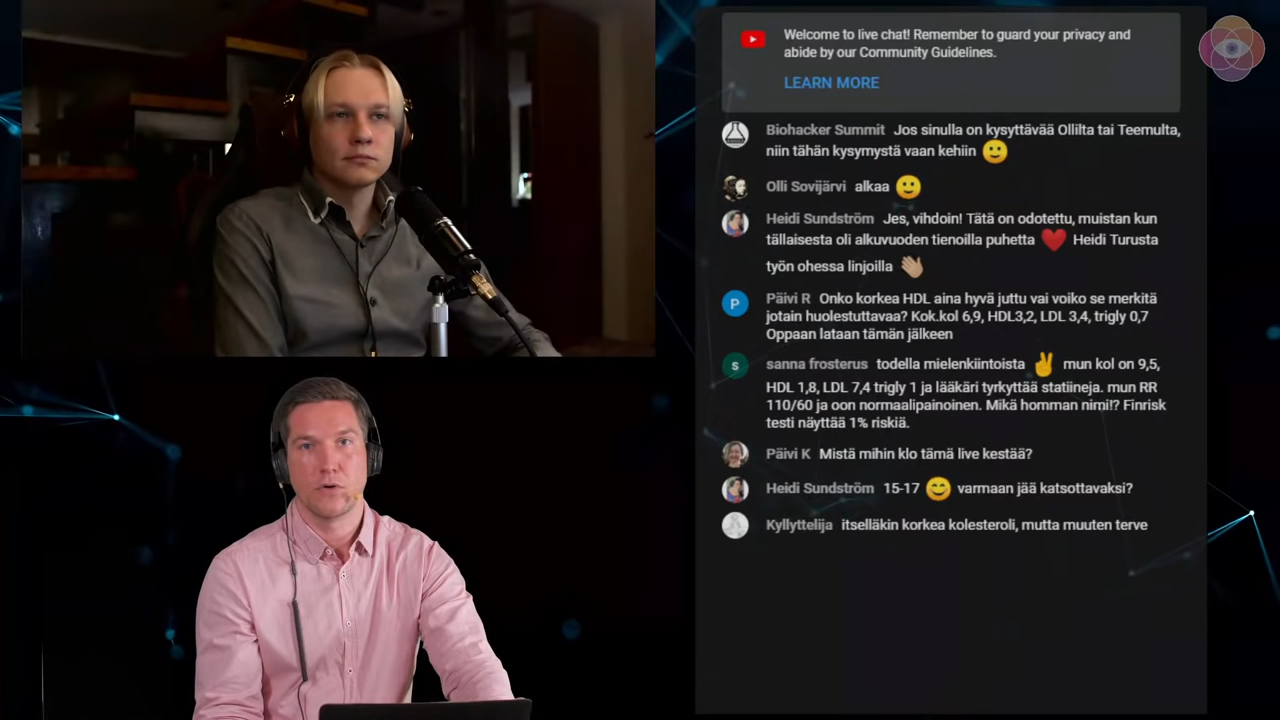 Welcome to live chat! Remember to guard your privacy and
abide by our Community Guidelines.
LEARN MORE
Biohacker Summit Jos sinulla on kysyttävää Ollilta tai Teemulta,
niin tähän kysymystä vaan kehiin 🙂
Olli Sovijärvi alkaa 🙂
Heidi Sundström Jes, vihdoin! Tätä on odotettu, muistan kun
tällaisesta oli alkuvuoden tienoilla puhetta ❤️ Heidi Turusta
työn ohessa linjoilla 👋🏼
P Päivi R Onko korkea HDL aina hyvä juttu vai voiko se merkitä
jotain huolestuttavaa? Kok.kol 6,9, HDL3,2, LDL 3,4, trigly 0,7
Oppaan lataan tämän jälkeen
s sanna frosterus todella mielenkiintoista ✌️ mun kol on 9,5,
HDL 1,8, LDL 7,4 trigly 1 ja lääkäri tyrkyttää statiineja. mun RR
110/60 ja oon normaalipainoinen. Mikä homman nimi!? Finrisk
testi näyttää 1% riskiä.
Päivi K Mistä mihin klo tämä live kestää?
Heidi Sundström 15-17 😊 varmaan jää katsottavaksi?
Kyllyttelija itselläkin korkea kolesteroli, mutta muuten terve